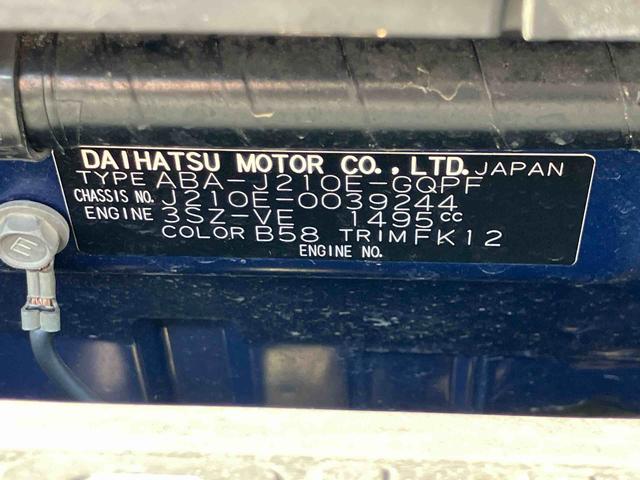 DAIHATSU MOTOR CO., LTD. JAPAN
TYPE ABA-J210E-GQPF
CHASSIS NO. J210E-0039244
ENGINE 3SZ-VE 1495cc
COLOR B58 TRIM FK12
ENGINE NO.
E